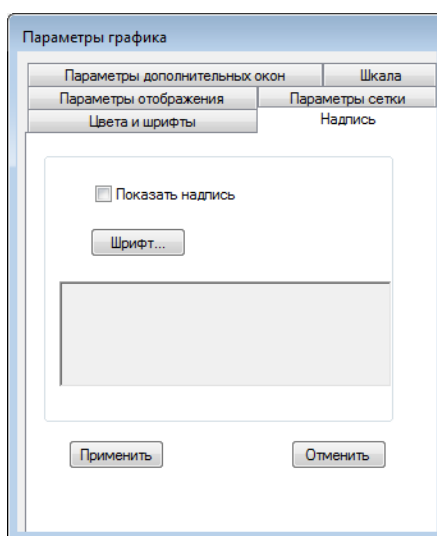 Параметры графика
Параметры дополнительных окон Шкала
Параметры отображения Параметры сетки
Цвета и шрифты Надпись
Показать надпись
Шрифт...
Применить Отменить